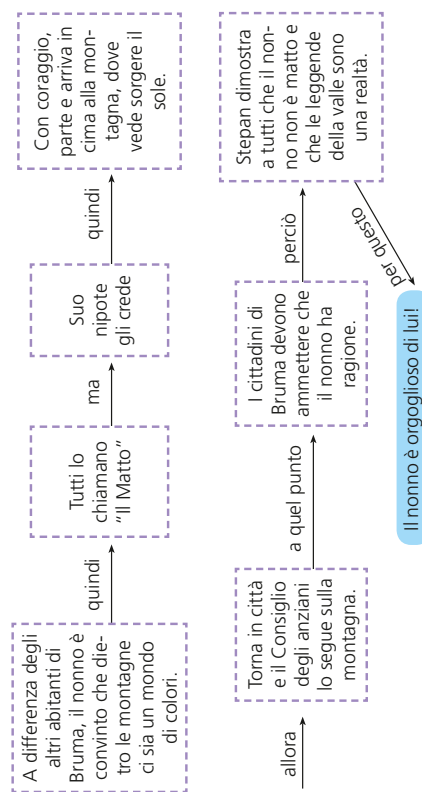 A differenza degli
altri abitanti di
Bruma, il nonno è
convinto che die-
tro le montagne
ci sia un mondo
di colori.
quindi
Tutti lo
chiamano
“Il Matto”
ma
Suo
nipote
gli crede
quindi
Con coraggio,
parte e arriva in
cima alla mon-
tagna, dove
vede sorgere il
sole.
allora
Torna in città
e il Consiglio
degli anziani
lo segue sulla
montagna.
a quel punto
I cittadini di
Bruma devono
ammettere che
il nonno ha
ragione.
perciò
Stepan dimostra
a tutti che il non-
no non è matto e
che le leggende
della valle sono
una realtà.
per questo
Il nonno è orgoglioso di lui!